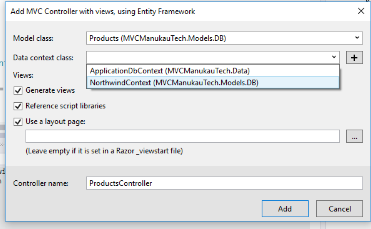 Add MVC Controller with views, using Entity Framework
Model class:
Products (MVCManukauTech.Models.DB)
Data context class:
ApplicationDbContext (MVCManukauTech.Data)
Views:
NorthwindContext (MVCManukauTech.Models.DB)
Generate views
Reference script libraries
Use a layout page:
...
(Leave empty if it is set in a Razor _viewstart file)
Controller name:
ProductsController
Add
Cancel